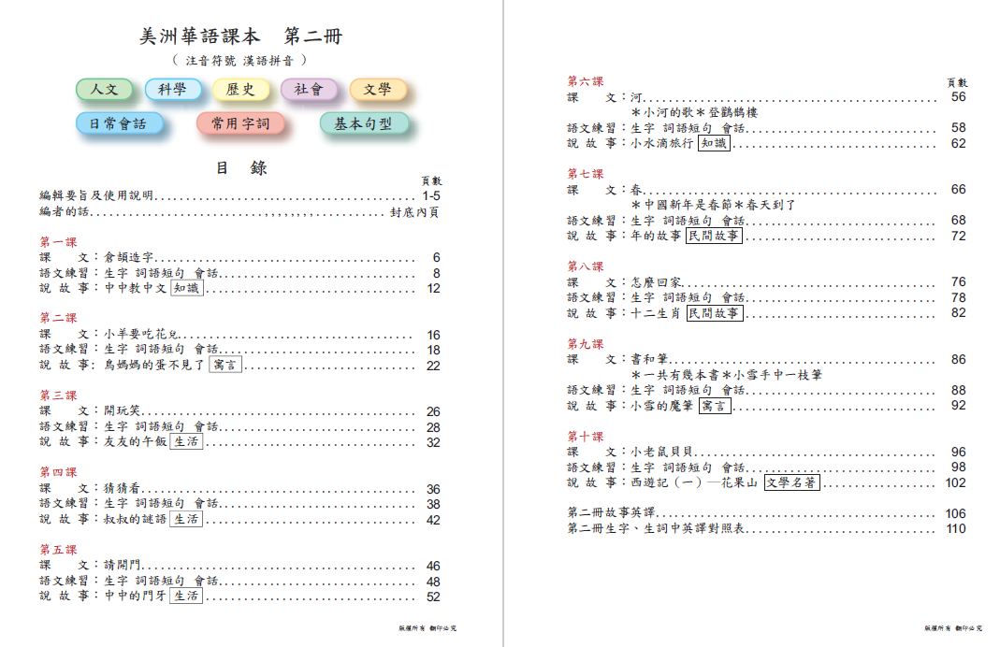 美洲華語課本　第二冊
（ 注音符號 漢語拼音 ）
人文 科學 歷史 社會 文學
日常會話 常用字詞 基本句型
目 錄
頁數
編輯要旨及使用說明........................................ 1-5
編者的話............................,,,,,,,,........... 封底內頁
第一課
課　　文：倉頡造字........................................ 6
語文練習：生字 詞語短句 會話............................... 8
說 故 事：中中教中文 知識 ................................. 12
第二課
課　　文：小羊要吃花兒..................................... 16
語文練習：生字 詞語短句 會話............................... 18
說 故 事：鳥媽媽的蛋不見了 寓言 ........................... 22
第三課
課　　文：開玩笑.......................................... 26
語文練習：生字 詞語短句 會話............................... 28
說 故 事：友友的午飯 生活 ................................. 32
第四課
課　　文：猜猜看.......................................... 36
語文練習：生字 詞語短句 會話............................... 38
說 故 事：叔叔的謎語 生活 ................................. 42
第五課
課　　文：請開門.......................................... 46
語文練習：生字 詞語短句 會話............................... 48
說 故 事：中中的門牙 生活 ................................. 52
版權所有 翻印必究
頁數
第六課
課　　文：河.............................................. 56
＊小河的歌＊登鸛鵲樓
語文練習：生字 詞語短句 會話............................... 58
說 故 事：小水滴旅行 知識 ................................. 62
第七課
課　　文：春.............................................. 66
＊中國新年是春節＊春天到了
語文練習：生字 詞語短句 會話............................... 68
說 故 事：年的故事 民間故事 ............................... 72
第八課
課　　文：怎麼回家........................................ 76
語文練習：生字 詞語短句 會話............................... 78
說 故 事：十二生肖 民間故事 ............................... 82
第九課
課　　文：書和筆.......................................... 86
＊一共有幾本書＊小雪手中一枝筆
語文練習：生字 詞語短句 會話............................... 88
說 故 事：小雪的魔筆 寓言 ................................. 92
第十課
課　　文：小老鼠貝貝...................................... 96
語文練習：生字 詞語短句 會話............................... 98
說 故 事：西遊記（一）─花果山 文學名著 ................... 102
第二冊故事英譯............................................ 106
第二冊生字、生詞中英譯對照表............................... 110
版權所有 翻印必究